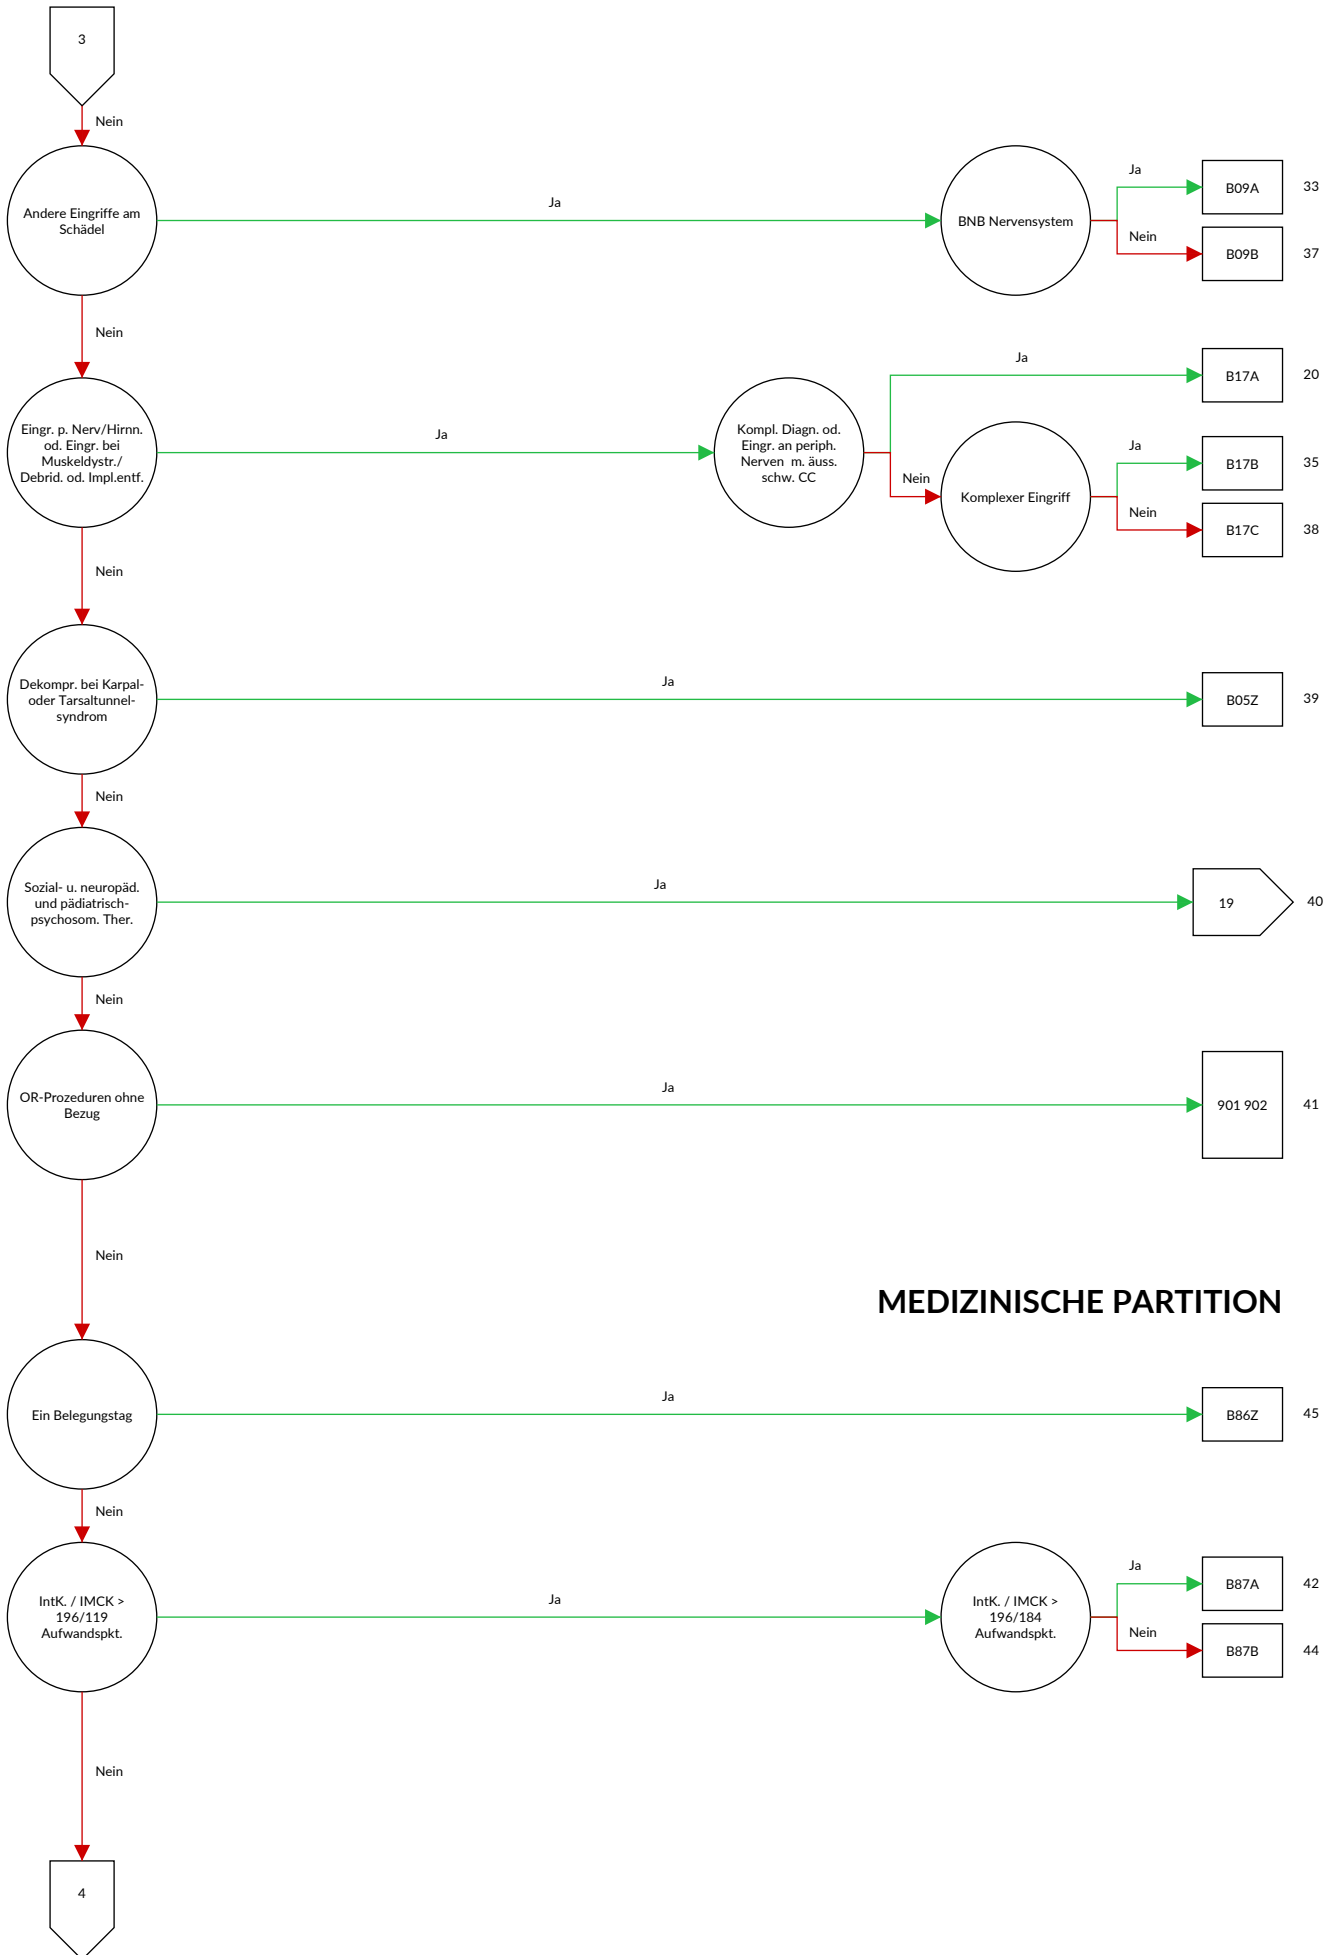 3
Nein
Andere Eingriffe am
Schädel
Ja
BNB Nervensystem
Ja
B09A
33
Nein
B09B
37
Nein
Eingr. p. Nerv/Hirnn.
od. Eingr. bei
Muskeldystr./
Debrid. od. Impl.entf.
Ja
Kompl. Diagn. od.
Eingr. an periph.
Nerven m. äuss.
schw. CC
Ja
B17A
20
Nein
Komplexer Eingriff
Ja
B17B
35
Nein
B17C
38
Nein
Dekompr. bei Karpal-
oder Tarsaltunnel-
syndrom
Ja
B05Z
39
Nein
Sozial- u. neuropäd.
und pädiatrisch-
psychosom. Ther.
Ja
19
40
Nein
OR-Prozeduren ohne
Bezug
Ja
901 902
41
Nein
MEDIZINISCHE PARTITION
Ein Belegungstag
Ja
B86Z
45
Nein
IntK. / IMCK >
196/119
Aufwandspkt.
Ja
IntK. / IMCK >
196/184
Aufwandspkt.
Ja
B87A
42
Nein
B87B
44
Nein
4